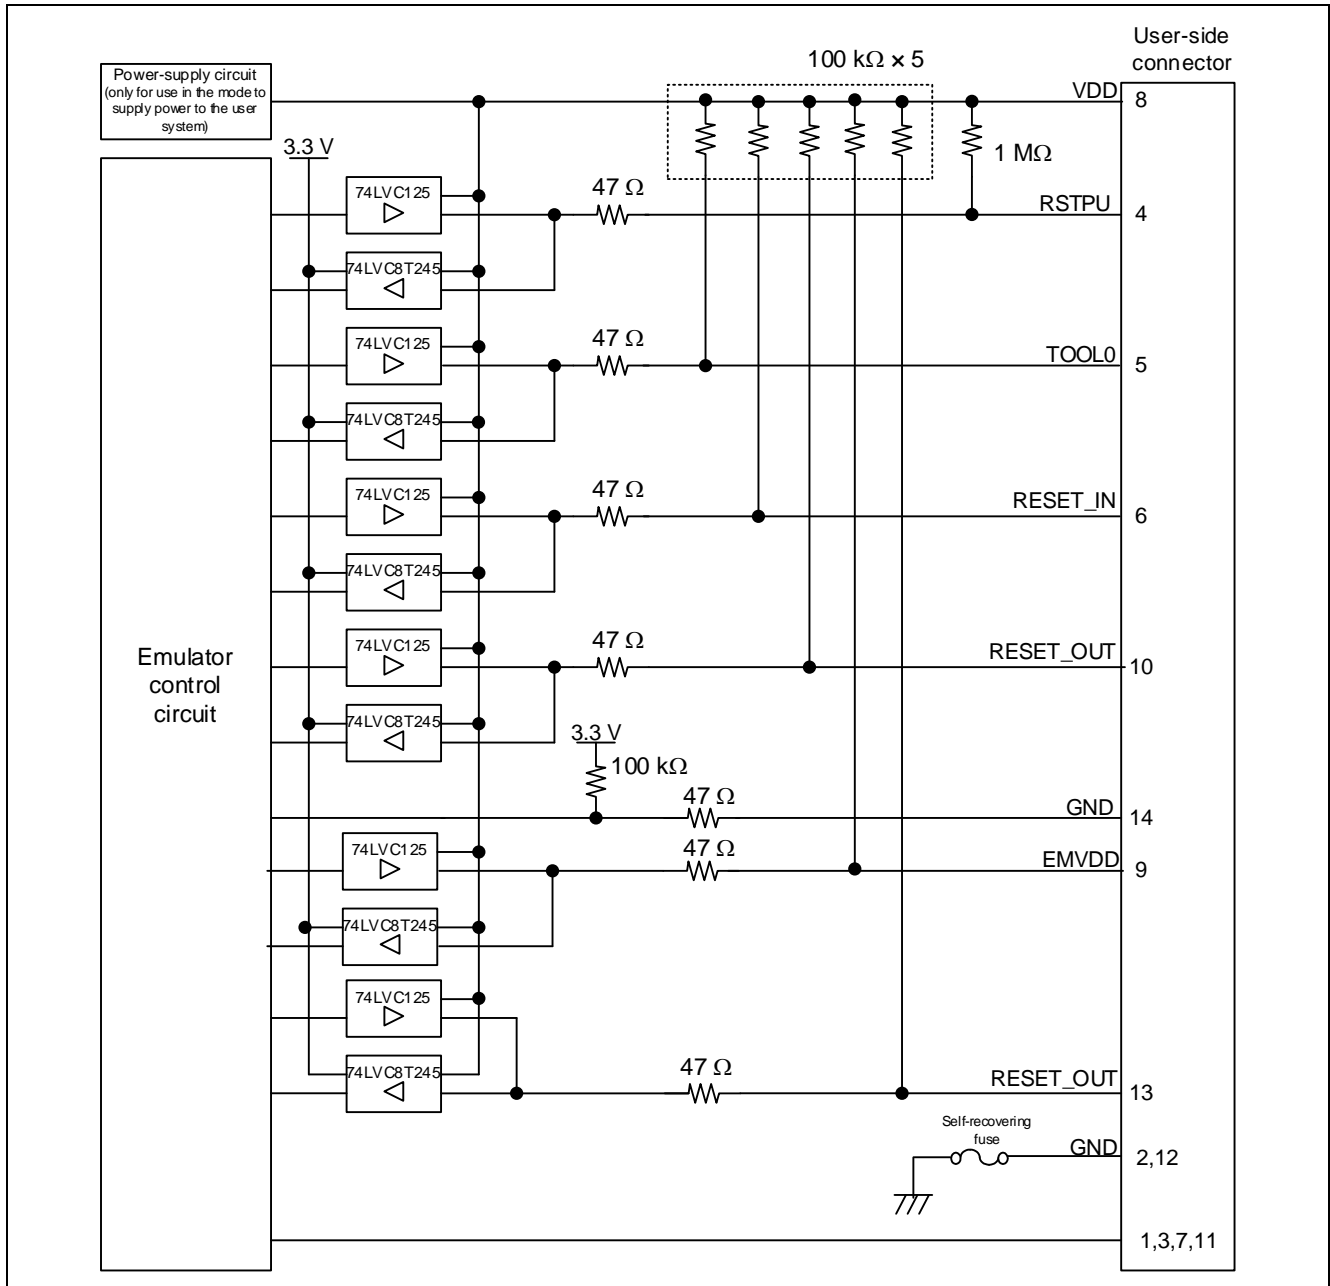 User-side
connector
100 kΩ × 5
Power-supply circuit
(only for use in the mode to
supply power to the user
system)
VDD
8
3.3 V
1 MΩ
74LVC125
47 Ω
RSTPU
4
74LVC8T245
74LVC125
47 Ω
TOOL0
5
74LVC8T245
74LVC125
47 Ω
RESET_IN
6
74LVC8T245
74LVC125
47 Ω
RESET_OUT
10
Emulator
control
circuit
74LVC8T245
3.3 V
100 kΩ
47 Ω
GND
14
74LVC125
47 Ω
EMVDD
9
74LVC8T245
74LVC125
74LVC8T245
47 Ω
RESET_OUT
13
Self-recovering
fuse
GND
2,12
1,3,7,11